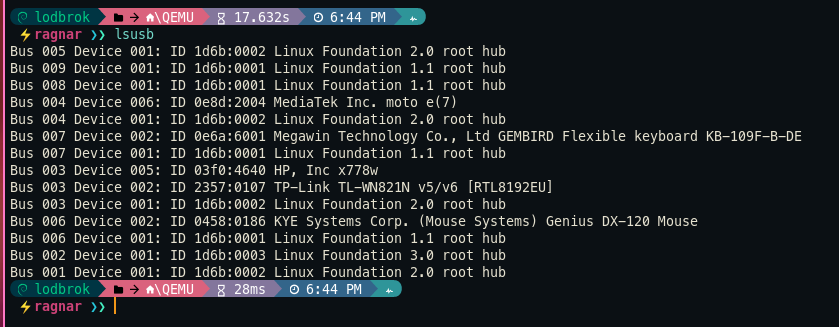 lodbrok → \QEMU 17.632s 6:44 PM ←
ragnar ❯❯ lsusb
Bus 005 Device 001: ID 1d6b:0002 Linux Foundation 2.0 root hub
Bus 009 Device 001: ID 1d6b:0001 Linux Foundation 1.1 root hub
Bus 008 Device 001: ID 1d6b:0001 Linux Foundation 1.1 root hub
Bus 004 Device 006: ID 0e8d:2004 MediaTek Inc. moto e(7)
Bus 004 Device 001: ID 1d6b:0002 Linux Foundation 2.0 root hub
Bus 007 Device 002: ID 0e6a:6001 Megawin Technology Co., Ltd GEMBIRD Flexible keyboard KB-109F-B-DE
Bus 007 Device 001: ID 1d6b:0001 Linux Foundation 1.1 root hub
Bus 003 Device 005: ID 03f0:4640 HP, Inc x778w
Bus 003 Device 002: ID 2357:0107 TP-Link TL-WN821N v5/v6 [RTL8192EU]
Bus 003 Device 001: ID 1d6b:0002 Linux Foundation 2.0 root hub
Bus 006 Device 002: ID 0458:0186 KYE Systems Corp. (Mouse Systems) Genius DX-120 Mouse
Bus 006 Device 001: ID 1d6b:0001 Linux Foundation 1.1 root hub
Bus 002 Device 001: ID 1d6b:0003 Linux Foundation 3.0 root hub
Bus 001 Device 001: ID 1d6b:0002 Linux Foundation 2.0 root hub
lodbrok → \QEMU 28ms 6:44 PM ←
ragnar ❯❯